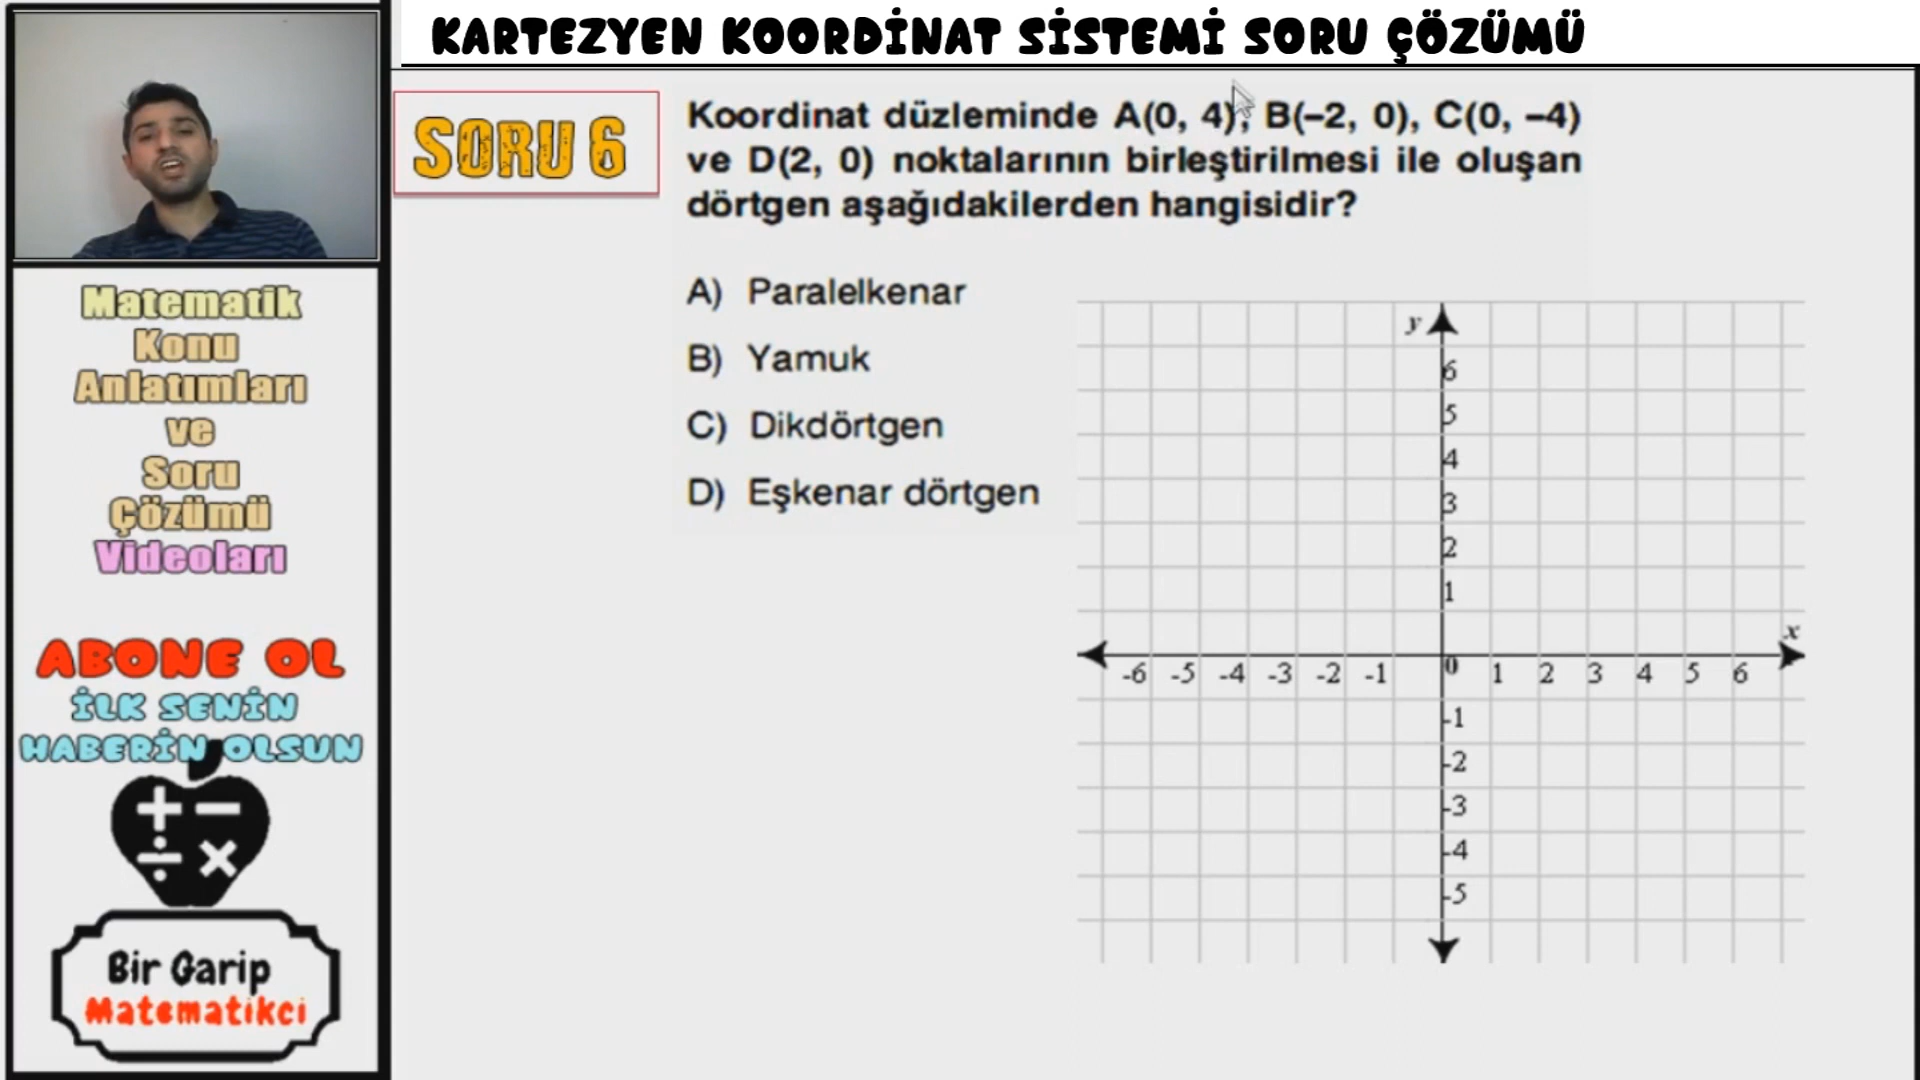 KARTEZYEN KOORDİNAT SİSTEMİ SORU ÇÖZÜMÜ
SORU 6
Koordinat düzleminde A(0, 4), B(–2, 0), C(0, –4)
ve D(2, 0) noktalarının birleştirilmesi ile oluşan
dörtgen aşağıdakilerden hangisidir?
A) Paralelkenar
B) Yamuk
C) Dikdörtgen
D) Eşkenar dörtgen
y
6
5
4
3
2
1
x
-6 -5 -4 -3 -2 -1 0 1 2 3 4 5 6
-1
-2
-3
-4
-5
Matematik
Konu
Anlatımları
ve
Soru
Çözümü
Videoları
ABONE OL
İLK SENİN
HABERİN OLSUN
Bir Garip
Matematikci